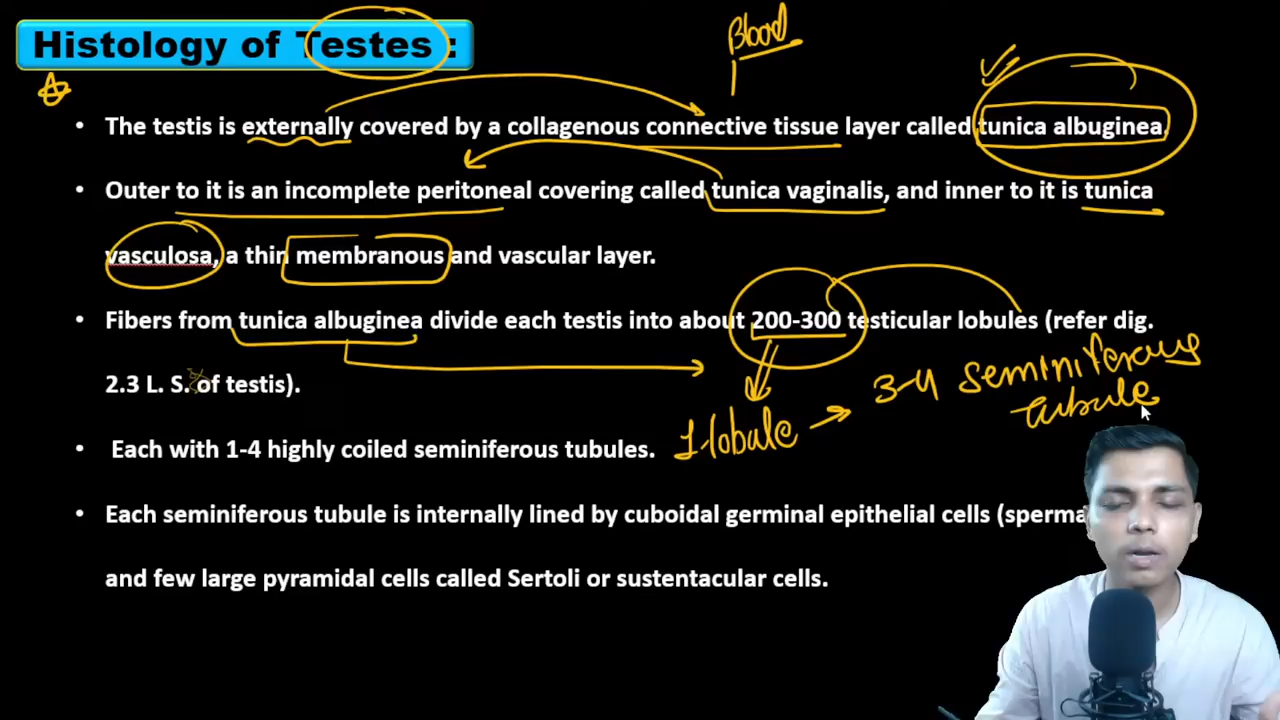 Histology of Testes :
Blood
• The testis is externally covered by a collagenous connective tissue layer called tunica albuginea.
• Outer to it is an incomplete peritoneal covering called tunica vaginalis, and inner to it is tunica
vasculosa, a thin membranous and vascular layer.
• Fibers from tunica albuginea divide each testis into about 200-300 testicular lobules (refer dig.
2.3 L. S. of testis).
3-4 seminiferous
tubule
1 lobule →
• Each with 1-4 highly coiled seminiferous tubules.
• Each seminiferous tubule is internally lined by cuboidal germinal epithelial cells (sperma
and few large pyramidal cells called Sertoli or sustentacular cells.